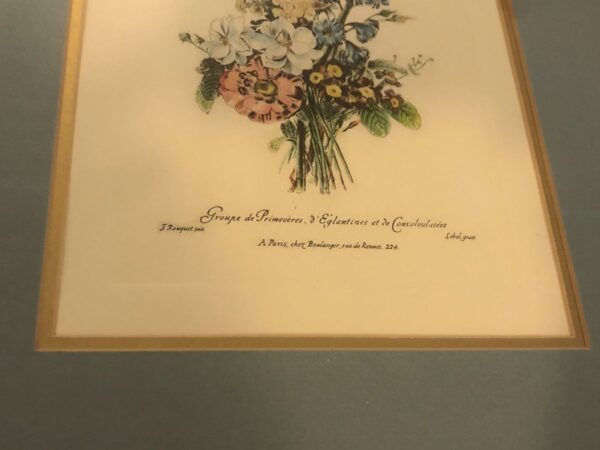 Groupe de Primevères, d'Eglantines et de Convolvulacées
J. Rouquet inv. Lebel grav.
A Paris, chez Boulanger, rue de Rennes. 224.